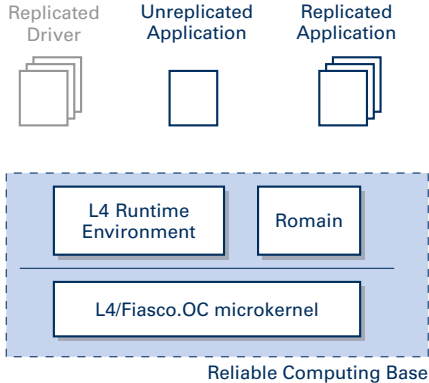 Replicated
Driver
Unreplicated
Application
Replicated
Application
L4 Runtime
Environment
Romain
L4/Fiasco.OC microkernel
Reliable Computing Base